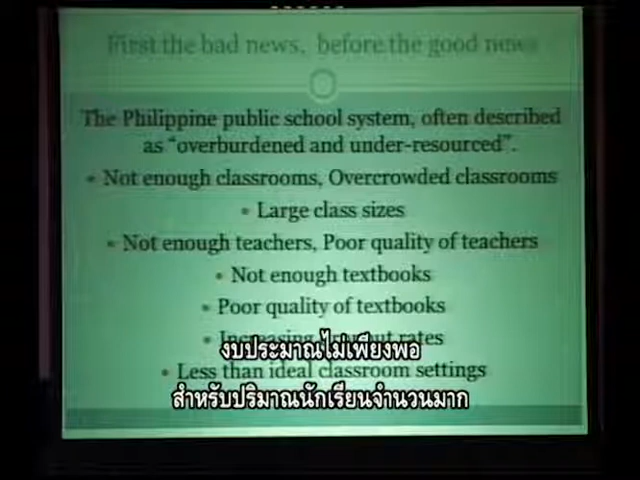 First the bad news, before the good news
The Philippine public school system, often described
as "overburdened and under-resourced".
• Not enough classrooms, Overcrowded classrooms
• Large class sizes
• Not enough teachers, Poor quality of teachers
• Not enough textbooks
• Poor quality of textbooks
• Increasing rates
งบประมาณไม่เพียงพอ
• Less than ideal classroom settings
สำหรับปริมาณนักเรียนจำนวนมาก